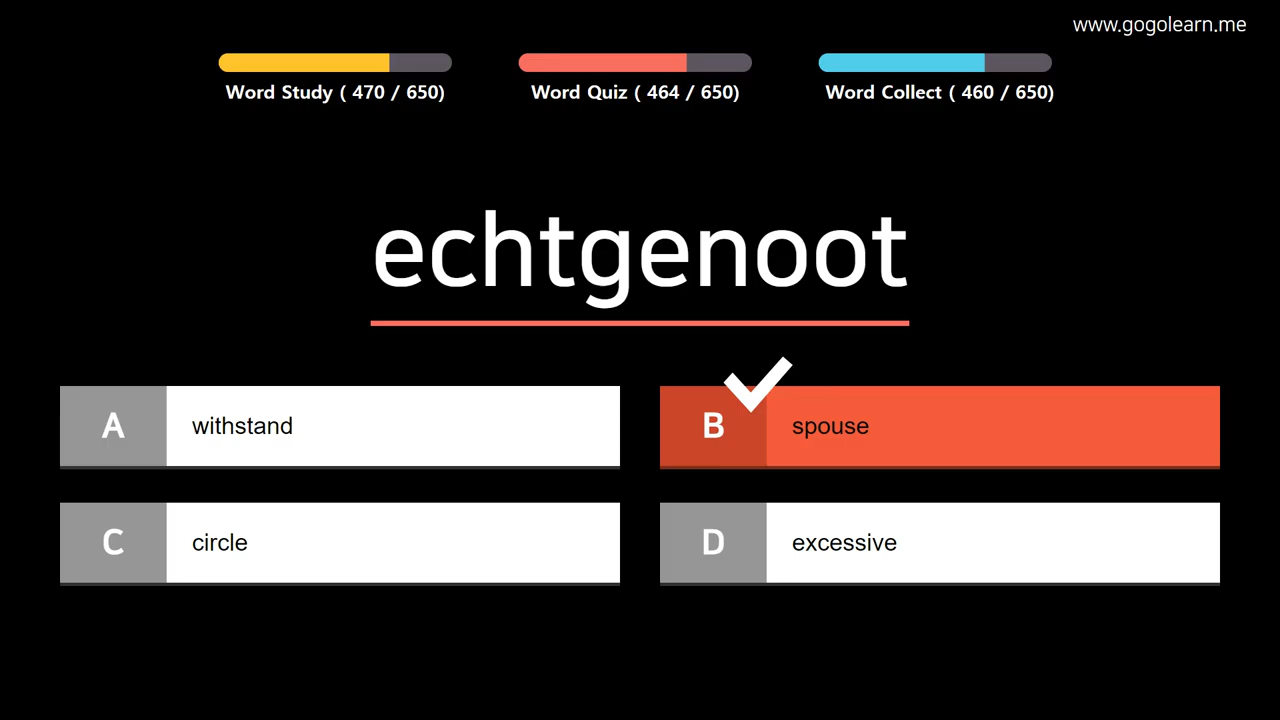 www.gogolearn.me
Word Study ( 470 / 650)
Word Quiz ( 464 / 650)
Word Collect ( 460 / 650)
echtgenoot
A withstand
B spouse
C circle
D excessive